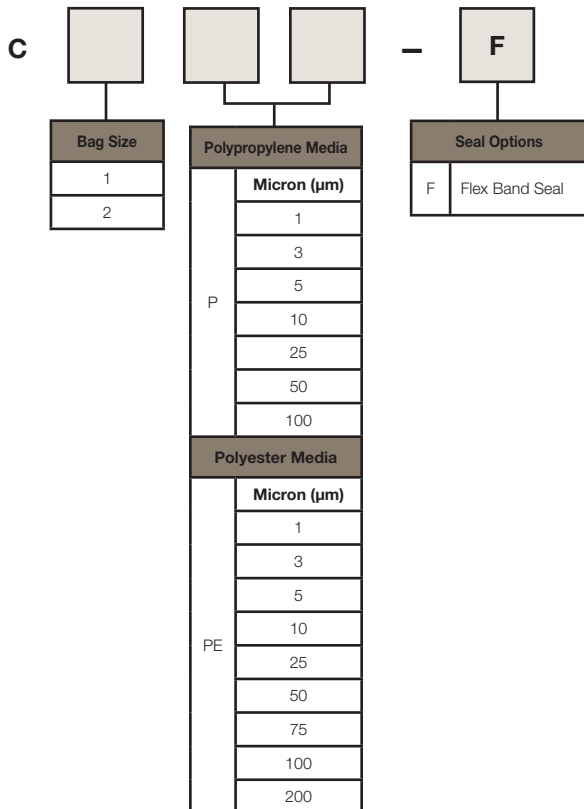 C – F
Bag Size
1
2
Polypropylene Media
Micron (µm)
P
1
3
5
10
25
50
100
Polyester Media
Micron (µm)
PE
1
3
5
10
25
50
75
100
200
Seal Options
F Flex Band Seal